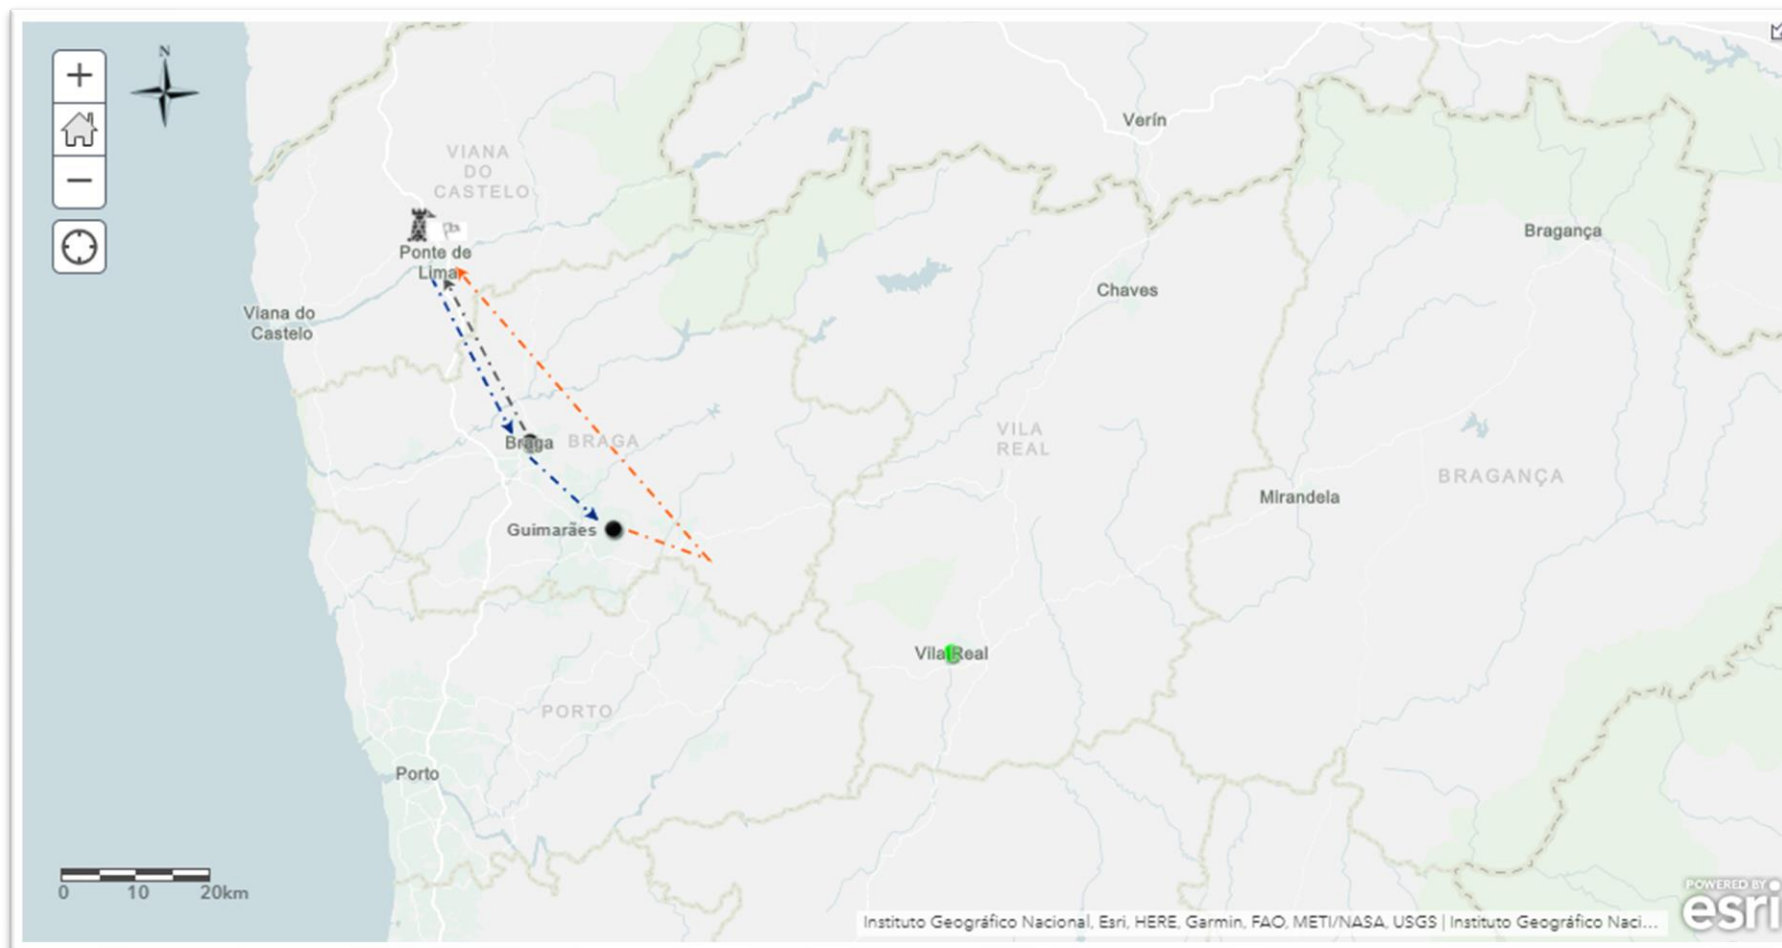 N
VIANA
DO
CASTELO
Verín
Bragança
Ponte de
Lima
Chaves
Viana do
Castelo
VILA
REAL
Braga
BRAGA
BRAGANÇA
Mirandela
Guimarães
Vila Real
PORTO
Porto
0 10 20km
POWERED BY
esri
Instituto Geográfico Nacional, Esri, HERE, Garmin, FAO, METI/NASA, USGS | Instituto Geográfico Naci...